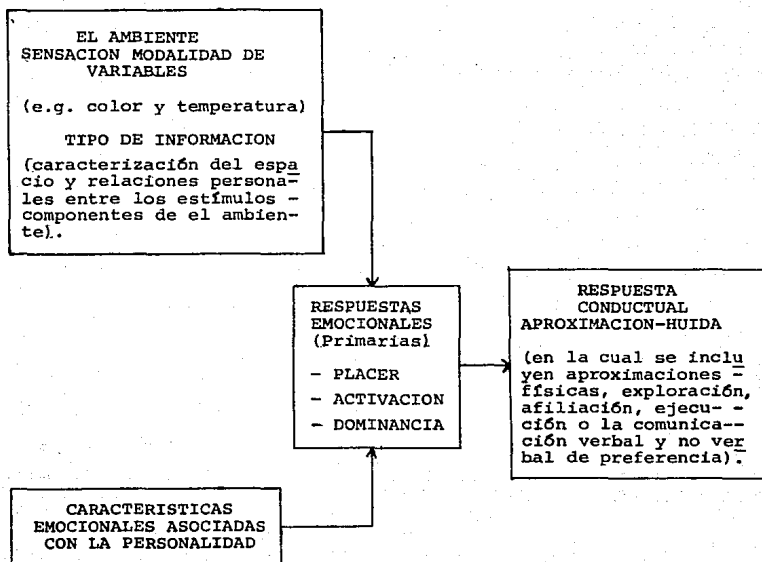 EL AMBIENTE
SENSACION MODALIDAD DE
VARIABLES
(e.g. color y temperatura)
TIPO DE INFORMACION
(caracterización del espa
cio y relaciones persona-
les entre los estímulos -
componentes de el ambien-
te).
RESPUESTAS
EMOCIONALES
(Primarias)
- PLACER
- ACTIVACION
- DOMINANCIA
RESPUESTA
CONDUCTUAL
APROXIMACION-HUIDA
(en la cual se inclu
yen aproximaciones -
físicas, exploración,
afiliación, ejecu- -
ción o la comunica--
ción verbal y no ver
bal de preferencia).
CARACTERISTICAS
EMOCIONALES ASOCIADAS
CON LA PERSONALIDAD